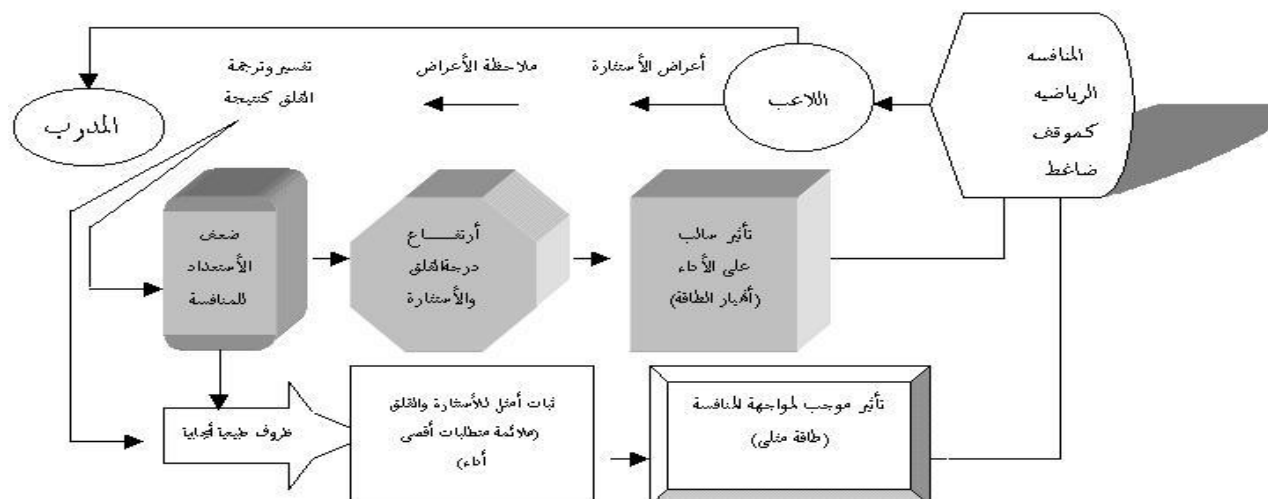 المنافسه
الرياضيه
كموقف
ضاغط
اللاعب
أعراض الأستثارة
ملاحظة الأعراض
تفسير وترجمة
القلق كنتيجة
المدرب
ضعف
الأستعداد
للمنافسة
أرتفـــــاع
درجة القلق
والأستثارة
تأثير سالب
على الأداء
(أنهيار الطاقة)
ظروف طبيعية أيجابية
ثبات أمثل للأستثارة والقلق
(ملائمة متطلبات أقصى
أداء)
تأثير موجب لمواجهة المنافسة
(طاقة مثلى)